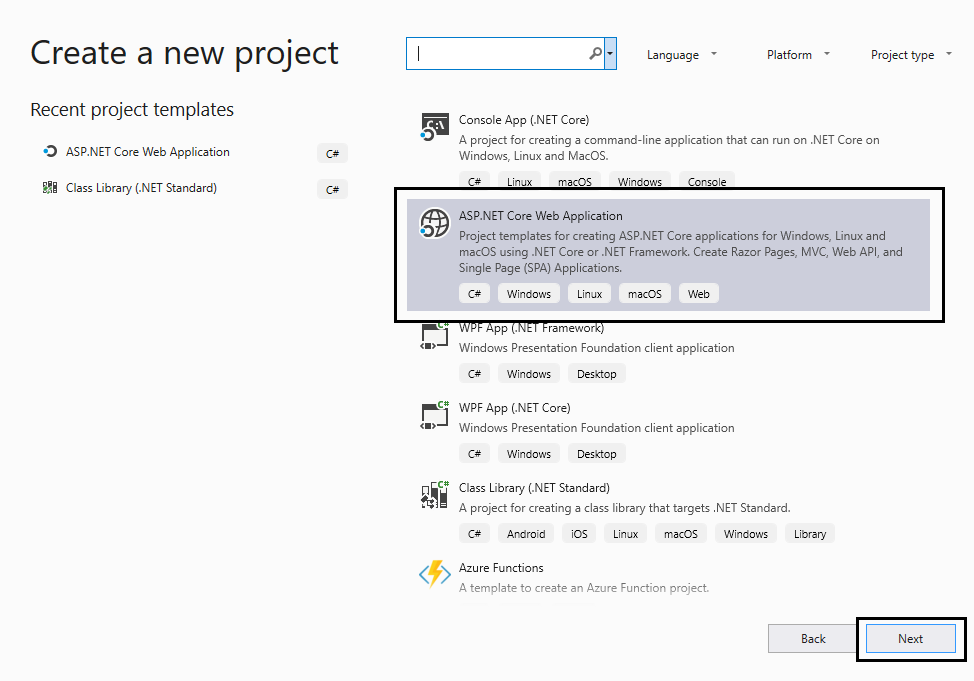 Create a new project
Language
Platform
Project type
Recent project templates
ASP.NET Core Web Application
C#
Class Library (.NET Standard)
C#
Console App (.NET Core)
A project for creating a command-line application that can run on .NET Core on
Windows, Linux and MacOS.
C# Linux macOS Windows Console
ASP.NET Core Web Application
Project templates for creating ASP.NET Core applications for Windows, Linux and
macOS using .NET Core or .NET Framework. Create Razor Pages, MVC, Web API, and
Single Page (SPA) Applications.
C# Windows Linux macOS Web
C#
WPF App (.NET Framework)
Windows Presentation Foundation client application
C# Windows Desktop
C#
WPF App (.NET Core)
Windows Presentation Foundation client application
C# Windows Desktop
C#
Class Library (.NET Standard)
A project for creating a class library that targets .NET Standard.
C# Android iOS Linux macOS Windows Library
Azure Functions
A template to create an Azure Function project.
Back
Next